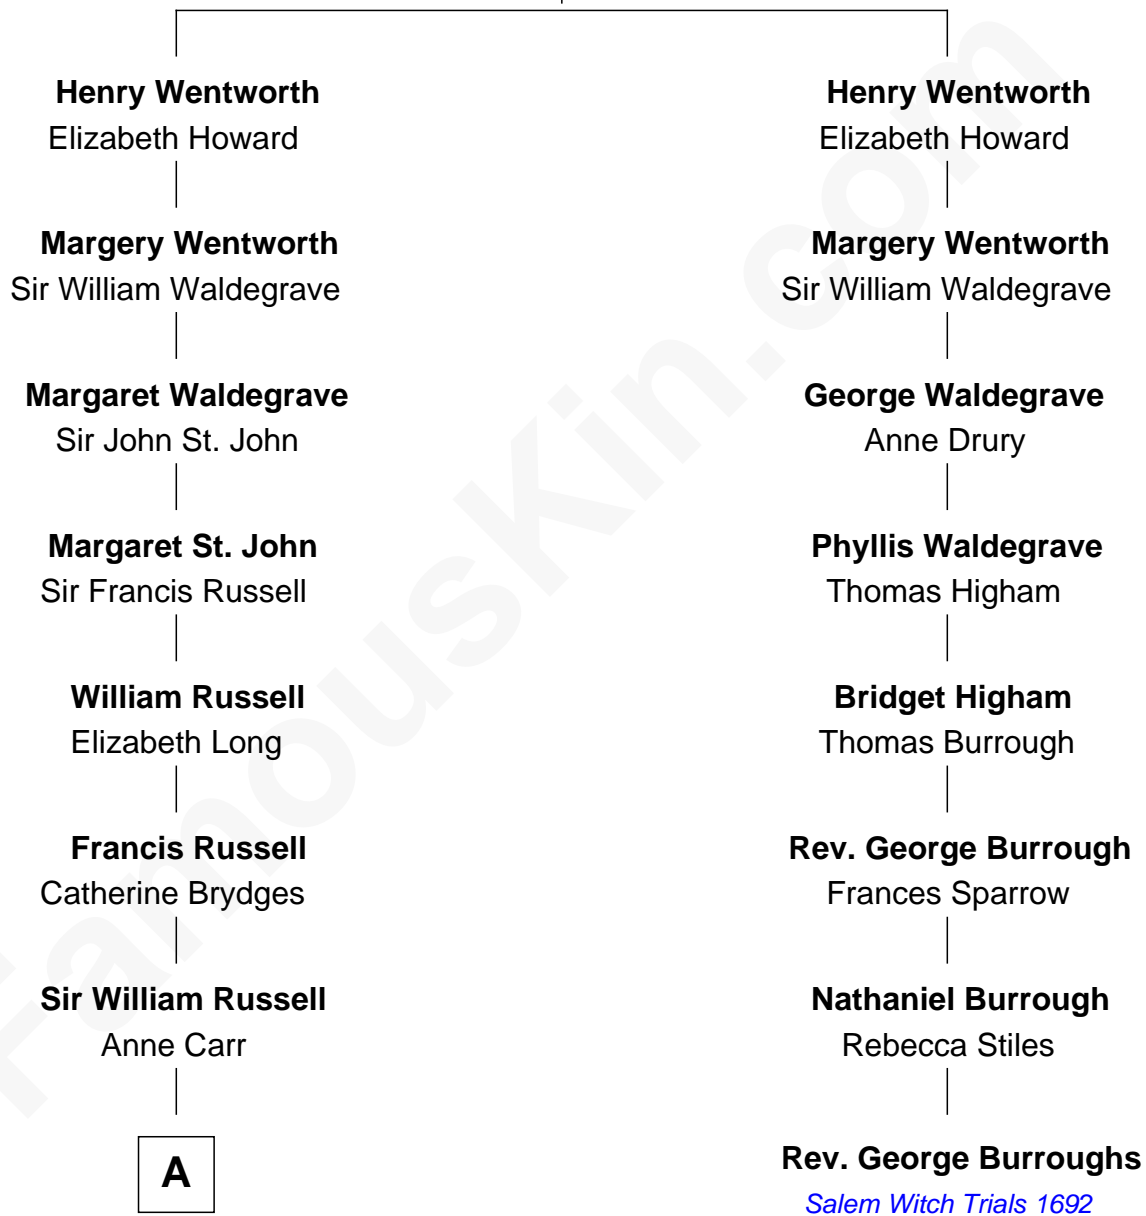 Henry Wentworth
Elizabeth Howard
Margery Wentworth
Sir William Waldegrave
Margaret Waldegrave
Sir John St. John
Margaret St. John
Sir Francis Russell
William Russell
Elizabeth Long
Francis Russell
Catherine Brydges
Sir William Russell
Anne Carr
A
Henry Wentworth
Elizabeth Howard
Margery Wentworth
Sir William Waldegrave
George Waldegrave
Anne Drury
Phyllis Waldegrave
Thomas Higham
Bridget Higham
Thomas Burrough
Rev. George Burrough
Frances Sparrow
Nathaniel Burrough
Rebecca Stiles
Rev. George Burroughs
Salem Witch Trials 1692
FamousKin.com